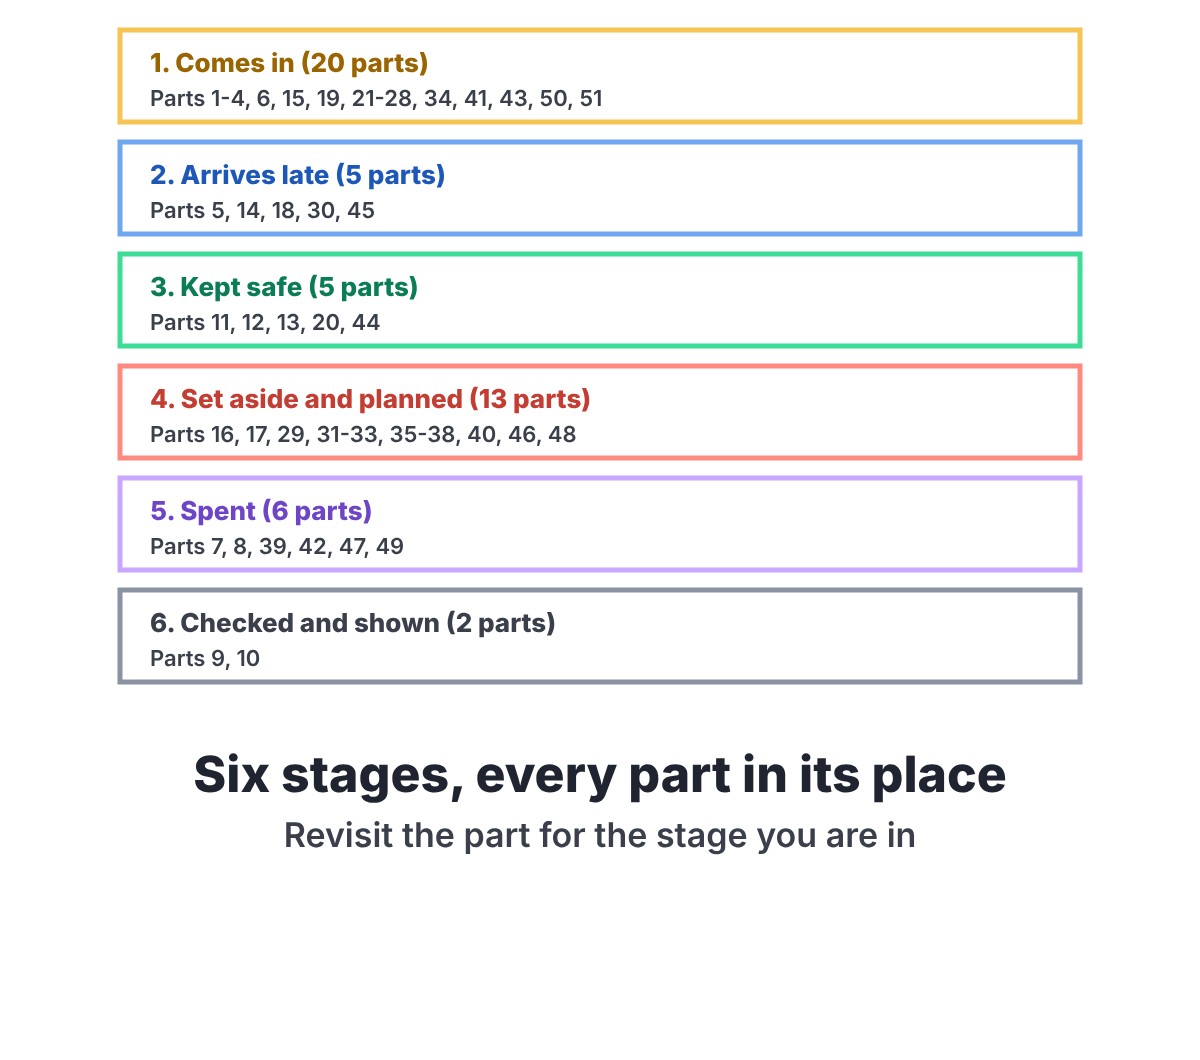 1. Comes in (20 parts)
Parts 1-4, 6, 15, 19, 21-28, 34, 41, 43, 50, 51
2. Arrives late (5 parts)
Parts 5, 14, 18, 30, 45
3. Kept safe (5 parts)
Parts 11, 12, 13, 20, 44
4. Set aside and planned (13 parts)
Parts 16, 17, 29, 31-33, 35-38, 40, 46, 48
5. Spent (6 parts)
Parts 7, 8, 39, 42, 47, 49
6. Checked and shown (2 parts)
Parts 9, 10
Six stages, every part in its place
Revisit the part for the stage you are in